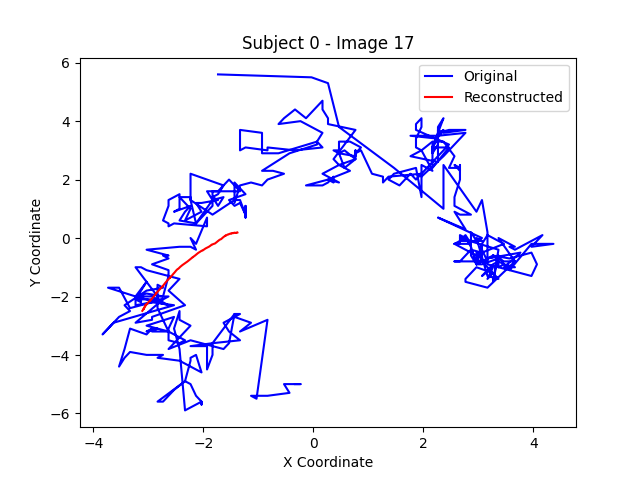 Subject 0 - Image 17
Original
Reconstructed
Y Coordinate
6
4
2
0
−2
−4
−6
−4
−2
0
2
4
X Coordinate